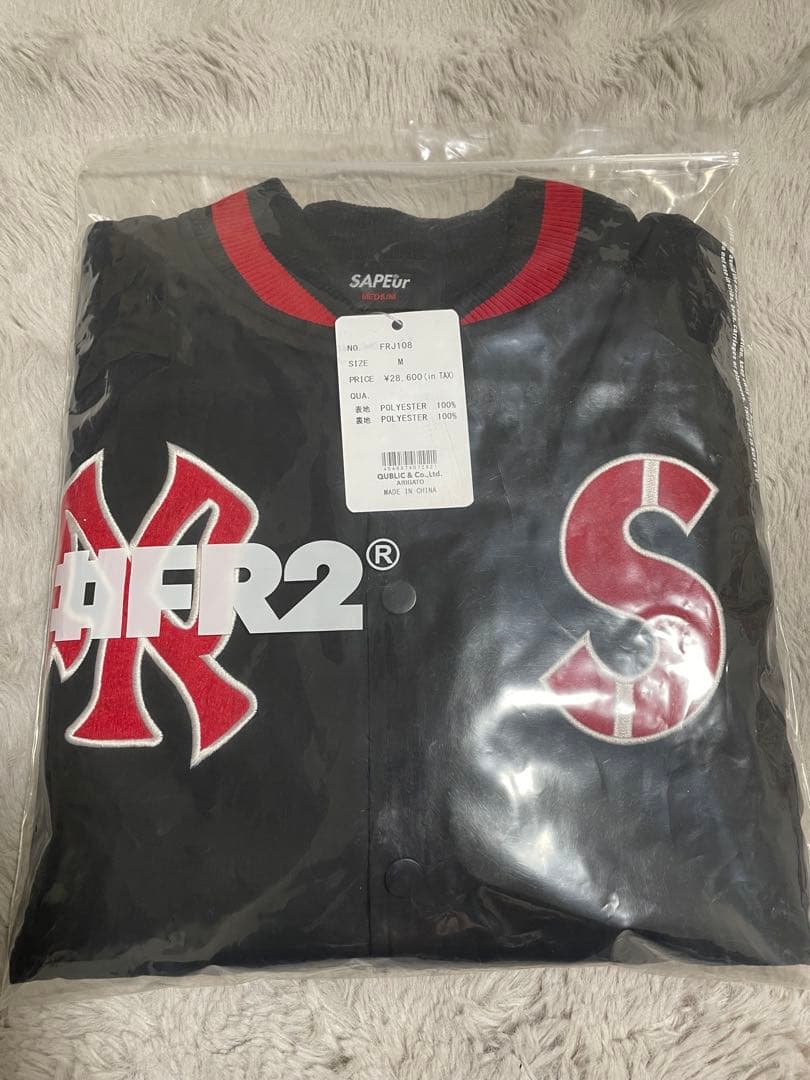 SAPEur
MEDIUM
NO. FRJ108
SIZE M
PRICE ¥28,600(in TAX)
QUA.
表地 POLYESTER 100%
裏地 POLYESTER 100%
QUBLIC & Co.,Ltd.
ARIGATO
MADE IN CHINA
#FR2®
S